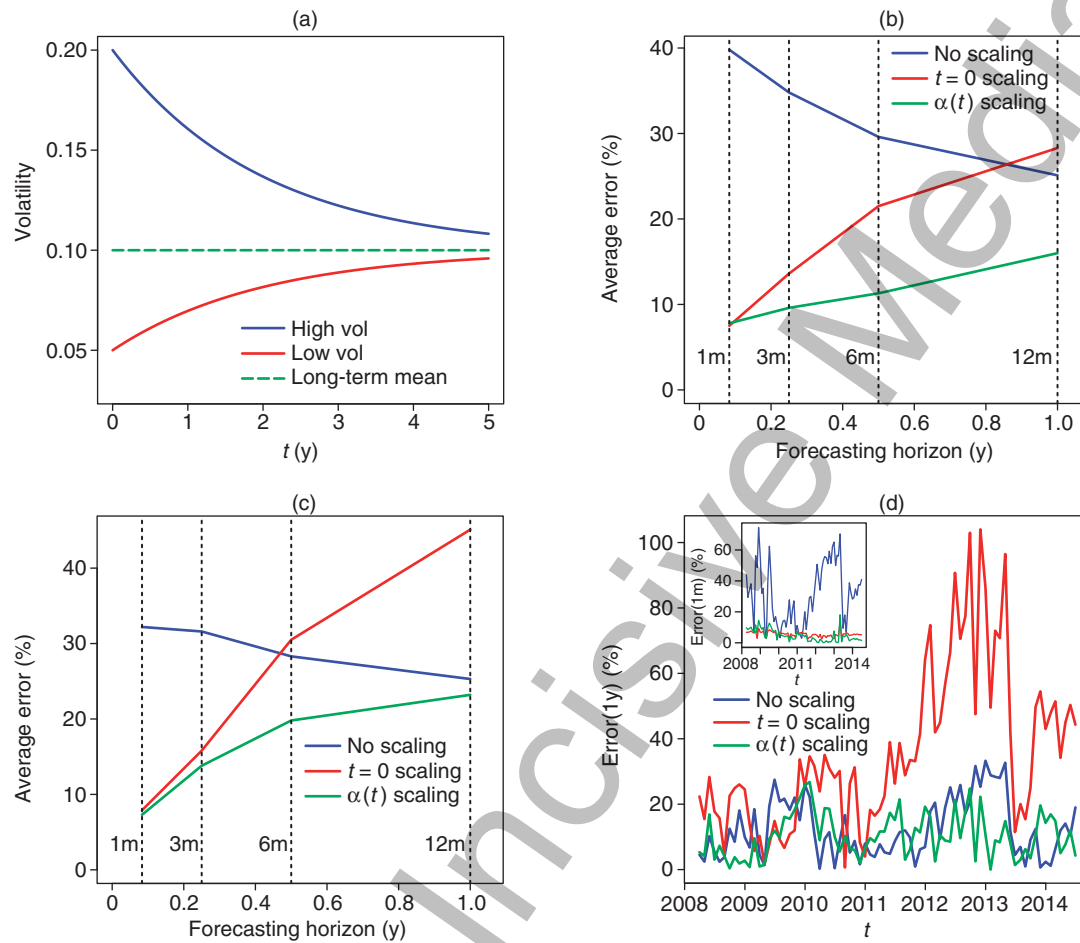 (a)
Volatility
0.20
0.15
0.10
0.05
High vol
Low vol
Long-term mean
0 1 2 3 4 5
t (y)
(b)
Average error (%)
40
30
20
10
0
No scaling
t = 0 scaling
α(t) scaling
1m 3m 6m 12m
0 0.2 0.4 0.6 0.8 1.0
Forecasting horizon (y)
(c)
Average error (%)
40
30
20
10
0
No scaling
t = 0 scaling
α(t) scaling
1m 3m 6m 12m
0 0.2 0.4 0.6 0.8 1.0
Forecasting horizon (y)
(d)
Error(1y) (%)
100
80
60
40
20
0
Error(1m) (%)
60
40
20
0
2008 2011 2014
t
No scaling
t = 0 scaling
α(t) scaling
2008 2009 2010 2011 2012 2013 2014
t
Incisive Media